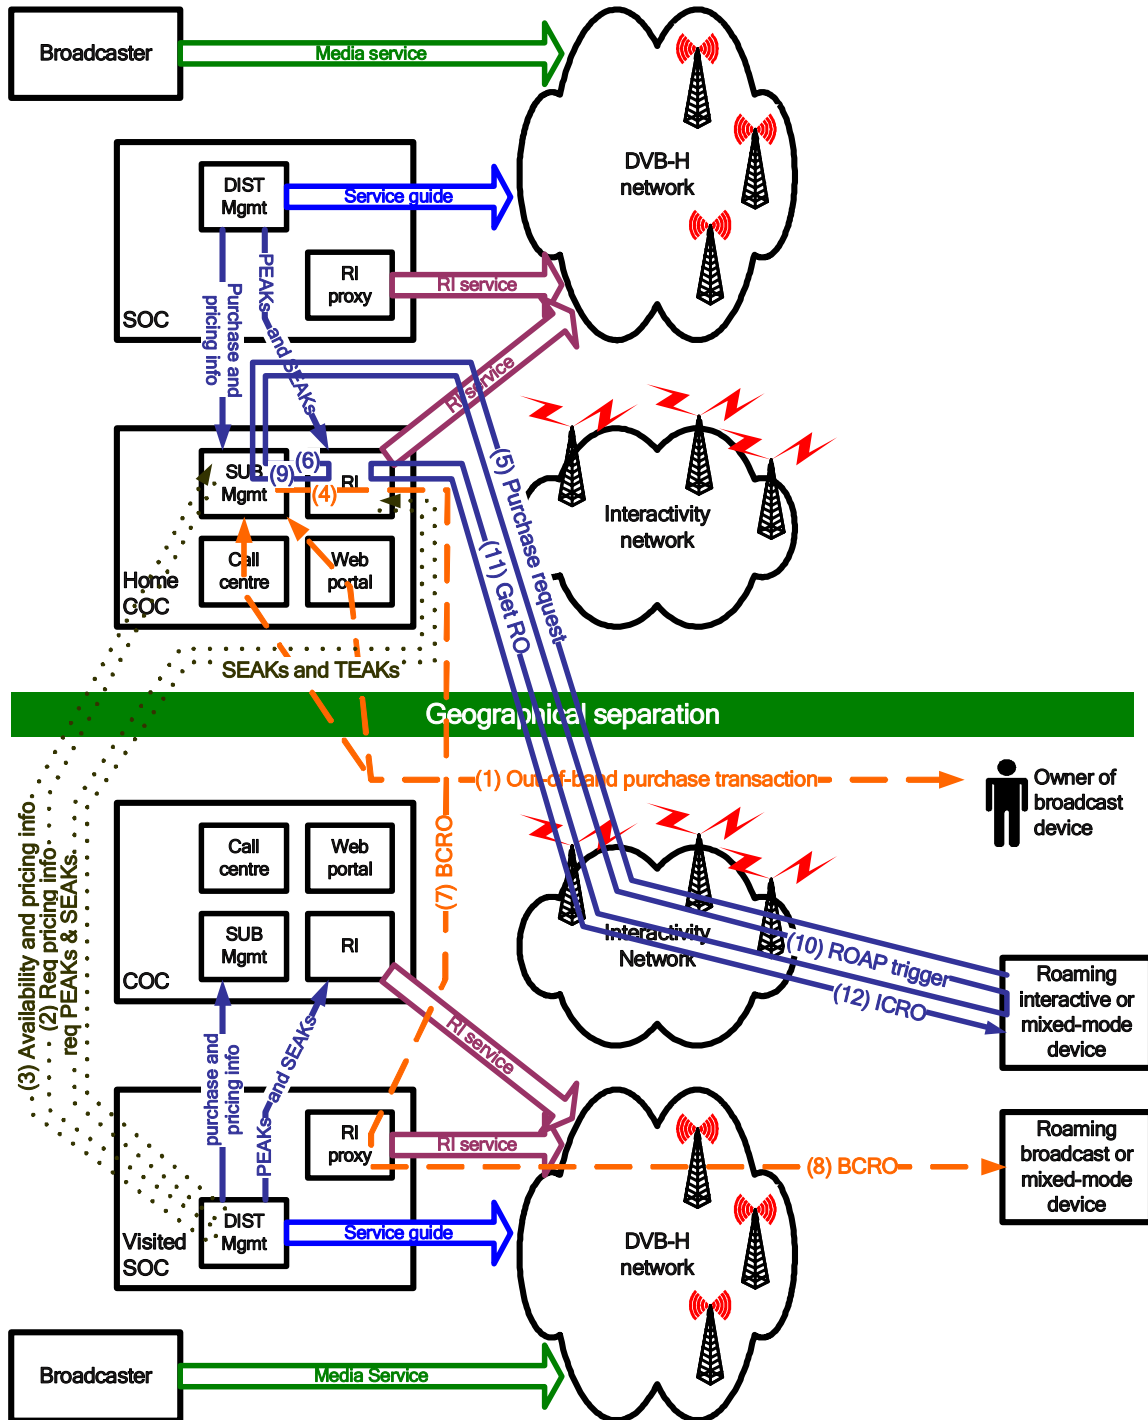 Broadcaster
Media service
DVB-H
network
DIST
Mgmt
Service guide
RI
proxy
RI service
SOC
Purchase and
pricing info
PEAKs and SEAKs
RI service
SUB
Mgmt
(6)
(9)
(4)
RI
Call
centre
Web
portal
Home
COC
Interactivity
network
(5) Purchase request
(11) Get RO
SEAKs and TEAKs
Geographical separation
(1) Out-of-band purchase transaction
Owner of
broadcast
device
(3) Availability and pricing info
(2) Req pricing info
req PEAKs & SEAKs
(7) BCRO
Call
centre
Web
portal
SUB
Mgmt
RI
COC
Interactivity
Network
(10) ROAP trigger
(12) ICRO
Roaming
interactive or
mixed-mode
device
RI service
purchase and
pricing info
PEAKs and SEAKs
RI
proxy
RI service
(8) BCRO
Roaming
broadcast or
mixed-mode
device
DIST
Mgmt
Visited
SOC
Service guide
DVB-H
network
Broadcaster
Media Service